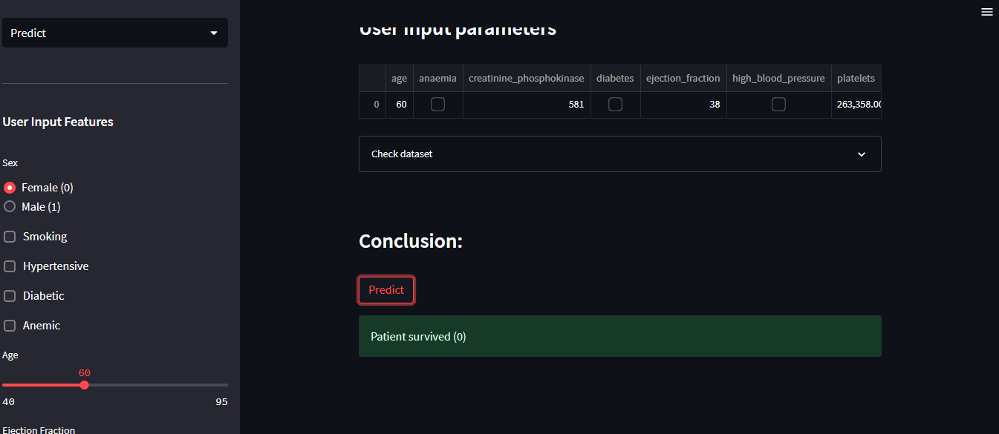 Predict
User Input Features
Sex
Female (0)
Male (1)
Smoking
Hypertensive
Diabetic
Anemic
Age
60
40 95
Ejection Fraction
User Input parameters
age anaemia creatinine_phosphokinase diabetes ejection_fraction high_blood_pressure platelets
0 60 581 38 263,358.00
Check dataset
Conclusion:
Predict
Patient survived (0)